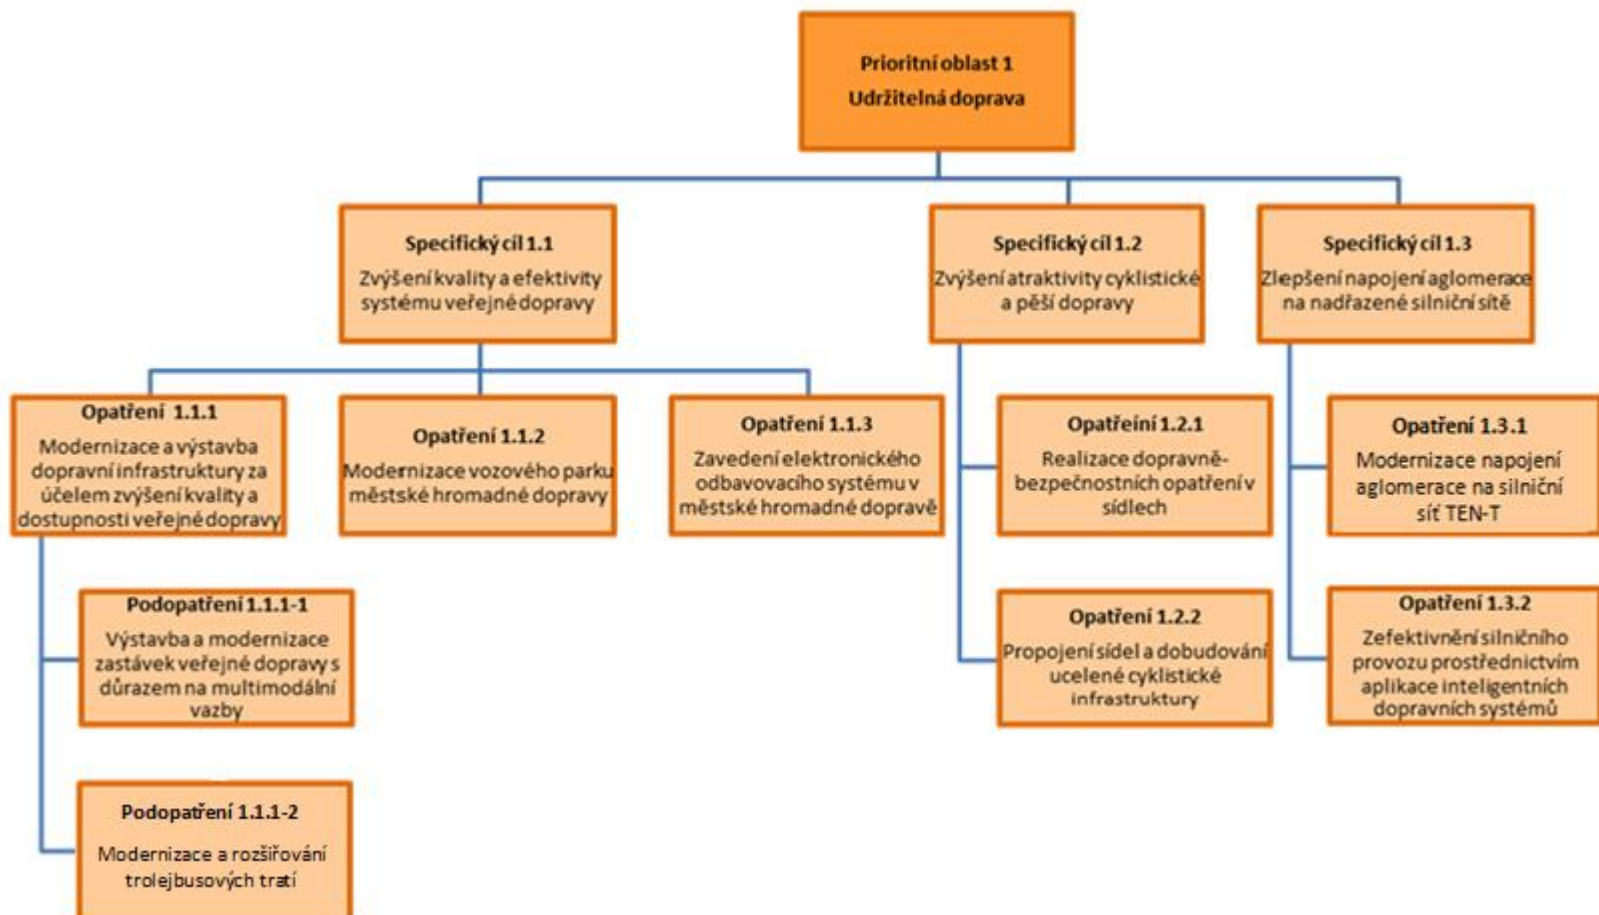 Prioritní oblast 1
Udržitelná doprava
Specifický cíl 1.1
Zvýšení kvality a efektivity
systému veřejné dopravy
Specifický cíl 1.2
Zvýšení atraktivity cyklistické
a pěší dopravy
Specifický cíl 1.3
Zlepšení napojení aglomerace
na nadřazené silniční sítě
Opatření 1.1.1
Modernizace a výstavba
dopravní infrastruktury za
účelem zvýšení kvality a
dostupnosti veřejné dopravy
Opatření 1.1.2
Modernizace vozového parku
městské hromadné dopravy
Opatření 1.1.3
Zavedení elektronického
odbavovacího systému v
městské hromadné dopravě
Opatřeíní 1.2.1
Realizace dopravně-
bezpečnostních opatření v
sídlech
Opatření 1.3.1
Modernizace napojení
aglomerace na silniční
síť TEN-T
Podopatření 1.1.1-1
Výstavba a modernizace
zastávek veřejné dopravy s
důrazem na multimodální
vazby
Opatření 1.2.2
Propojení sídel a dobudování
ucelené cyklistické
infrastruktury
Opatření 1.3.2
Zefektivnění silničního
provozu prostřednictvím
aplikace inteligentních
dopravních systémů
Podopatření 1.1.1-2
Modernizace a rozšiřování
trolejbusových tratí